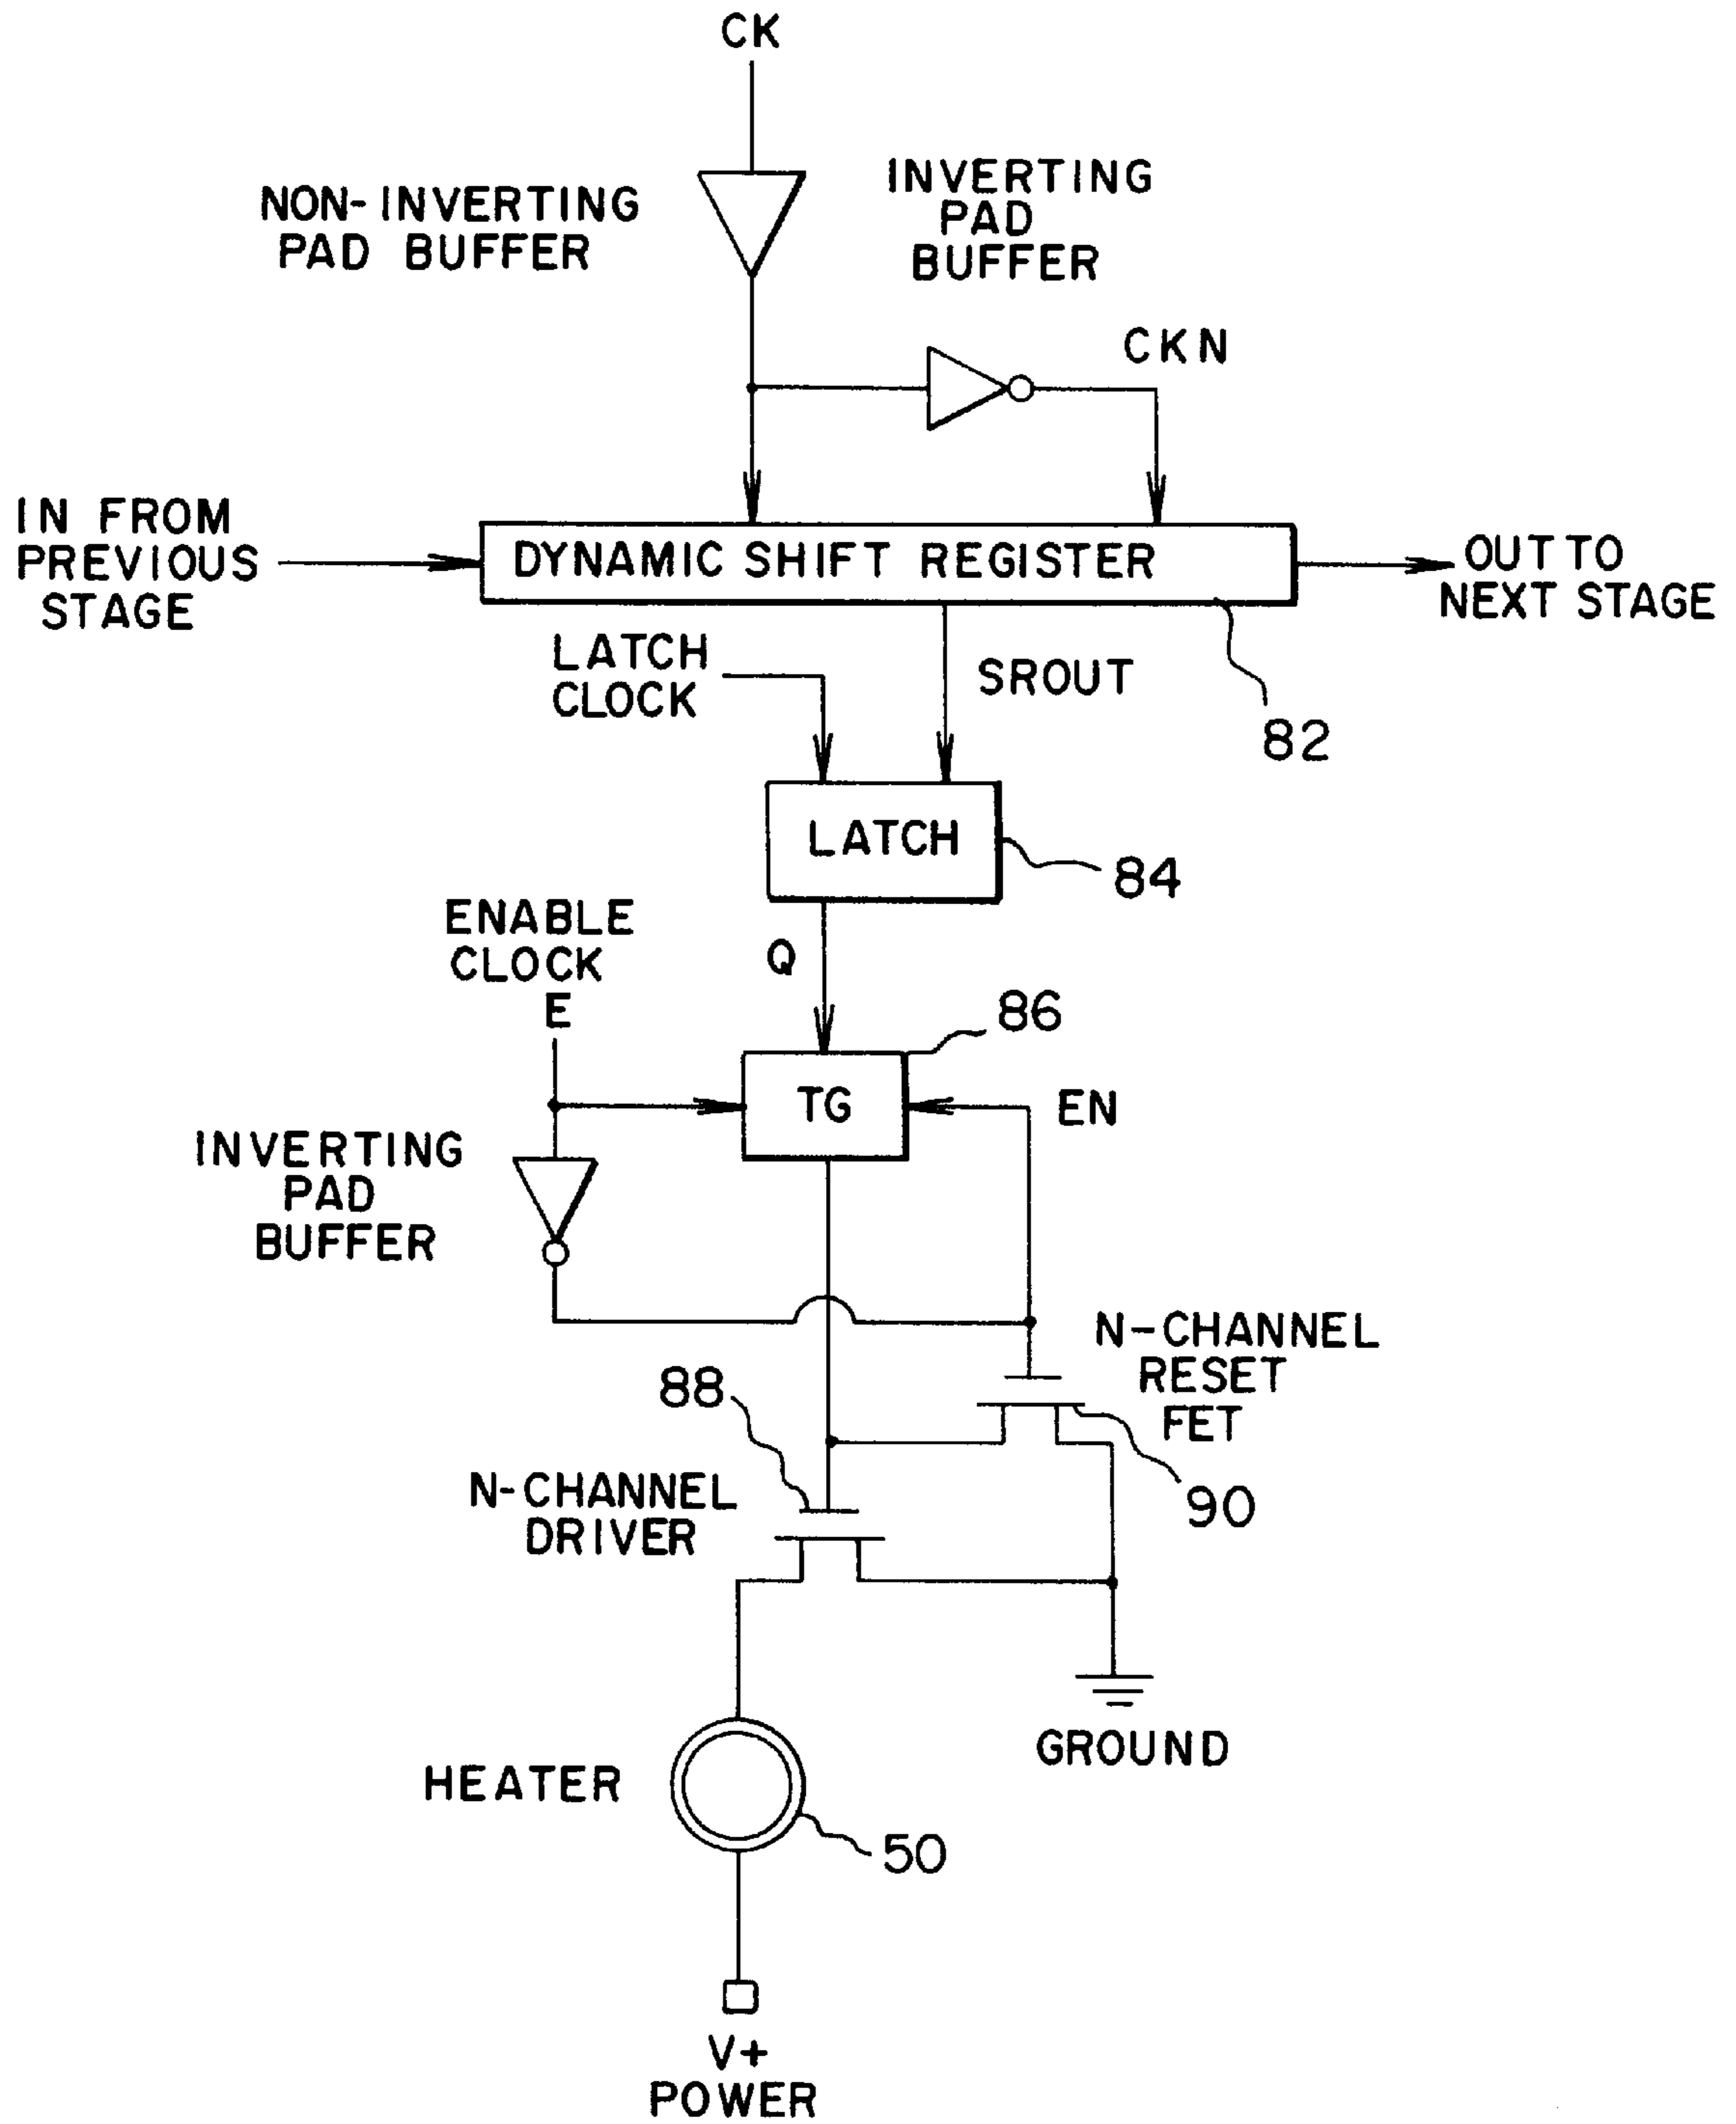 CK
NON-INVERTING
PAD BUFFER
INVERTING
PAD
BUFFER
CKN
IN FROM
PREVIOUS
STAGE
DYNAMIC SHIFT REGISTER
OUT TO
NEXT STAGE
LATCH
CLOCK
SROUT
82
LATCH
84
ENABLE
CLOCK
E
Q
86
TG
EN
INVERTING
PAD
BUFFER
N-CHANNEL
RESET
FET
88
90
N-CHANNEL
DRIVER
GROUND
HEATER
50
V+
POWER